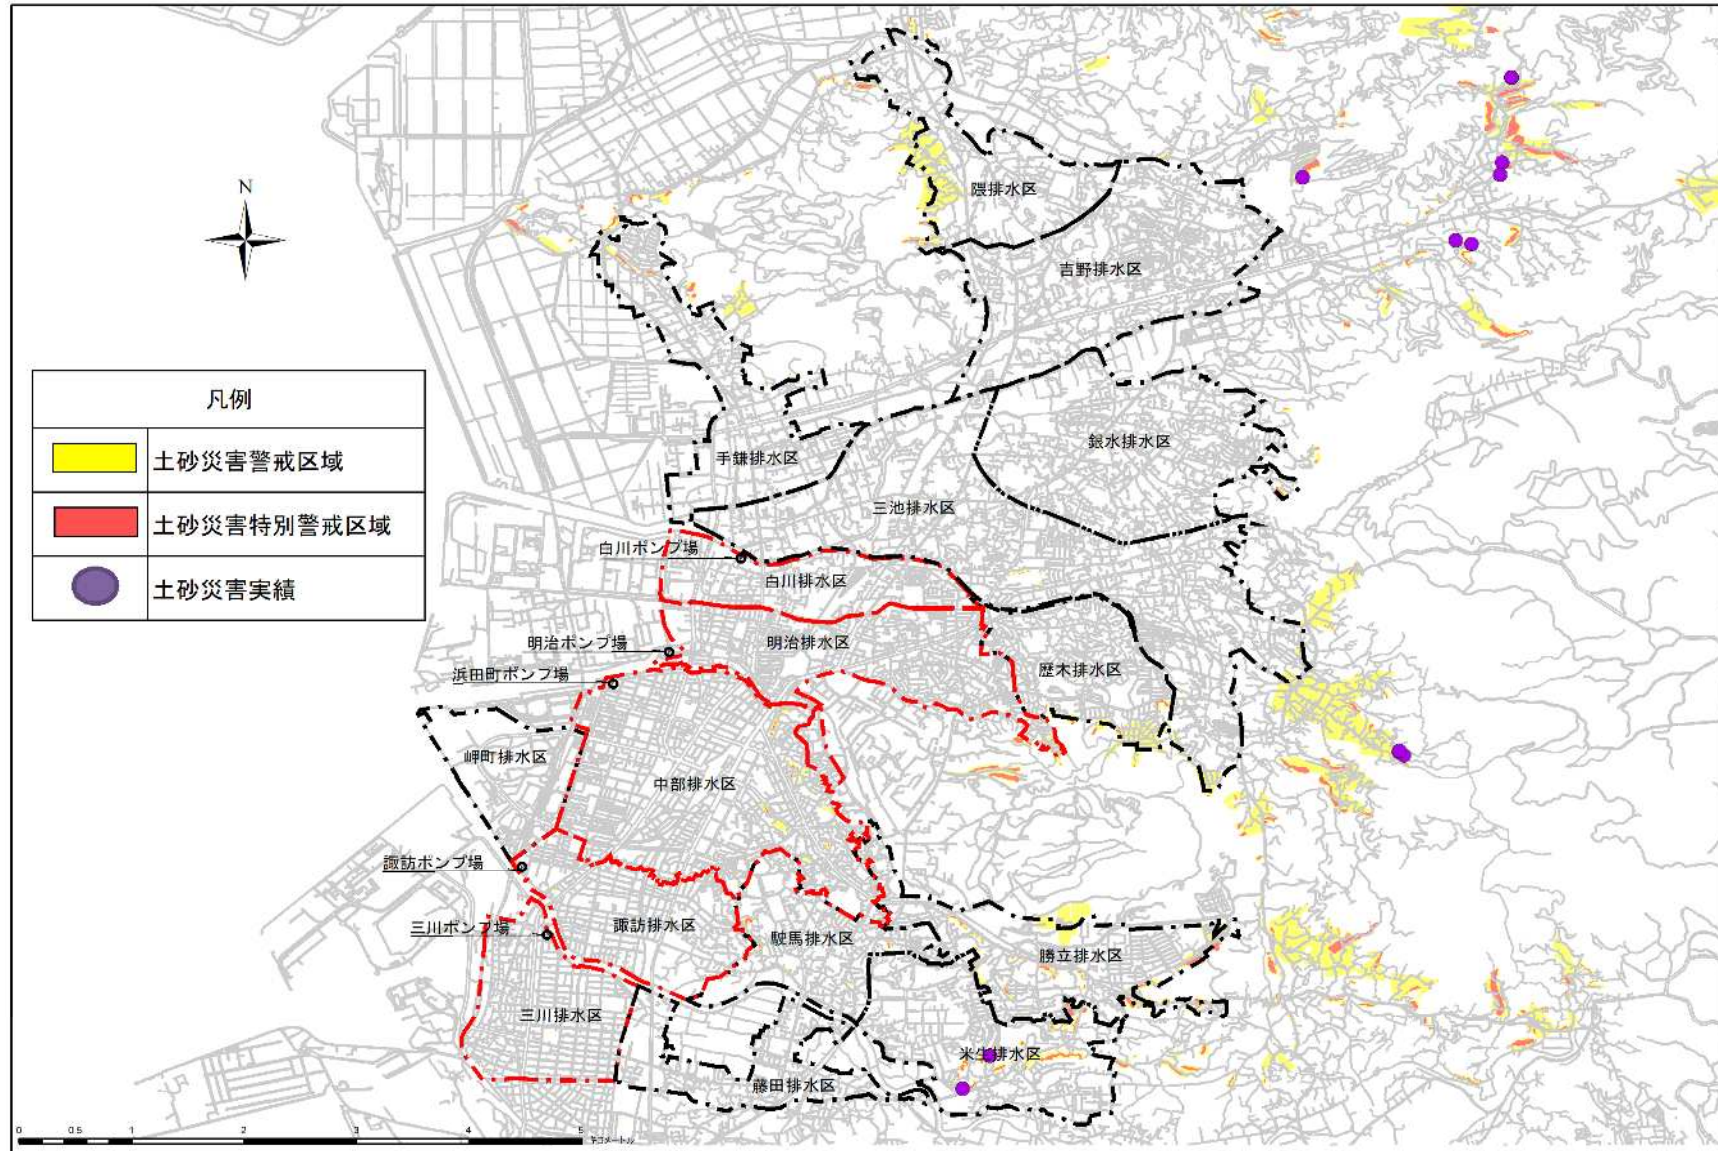 N
隈排水区
吉野排水区
凡例
土砂災害警戒区域
土砂災害特別警戒区域
土砂災害実績
手鎌排水区
銀水排水区
三池排水区
白川ポンプ場
白川排水区
明治ポンプ場
明治排水区
浜田町ポンプ場
歴木排水区
岬町排水区
中部排水区
諏訪ポンプ場
三川ポンプ場
諏訪排水区
駛馬排水区
勝立排水区
三川排水区
米生排水区
藤田排水区
0 0.5 1 2 3 4 5
キロメートル